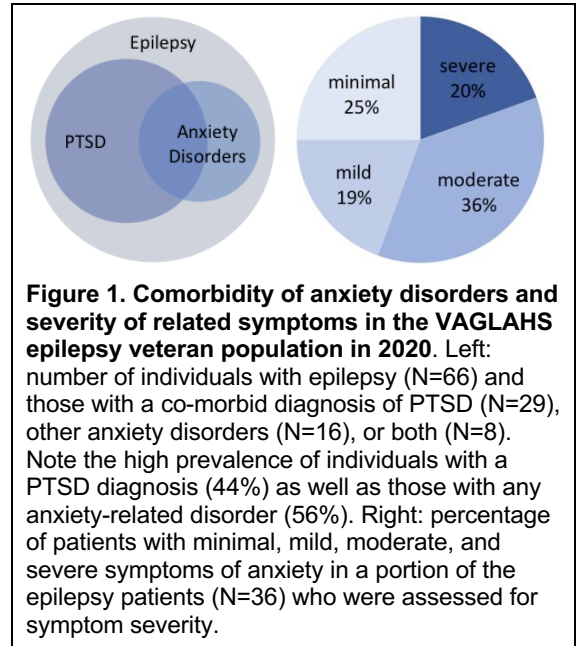 Epilepsy
PTSD
Anxiety
Disorders
minimal
25%
severe
20%
mild
19%
moderate
36%
Figure 1. Comorbidity of anxiety disorders and
severity of related symptoms in the VAGLAHS
epilepsy veteran population in 2020. Left:
number of individuals with epilepsy (N=66) and
those with a co-morbid diagnosis of PTSD (N=29),
other anxiety disorders (N=16), or both (N=8).
Note the high prevalence of individuals with a
PTSD diagnosis (44%) as well as those with any
anxiety-related disorder (56%). Right: percentage
of patients with minimal, mild, moderate, and
severe symptoms of anxiety in a portion of the
epilepsy patients (N=36) who were assessed for
symptom severity.